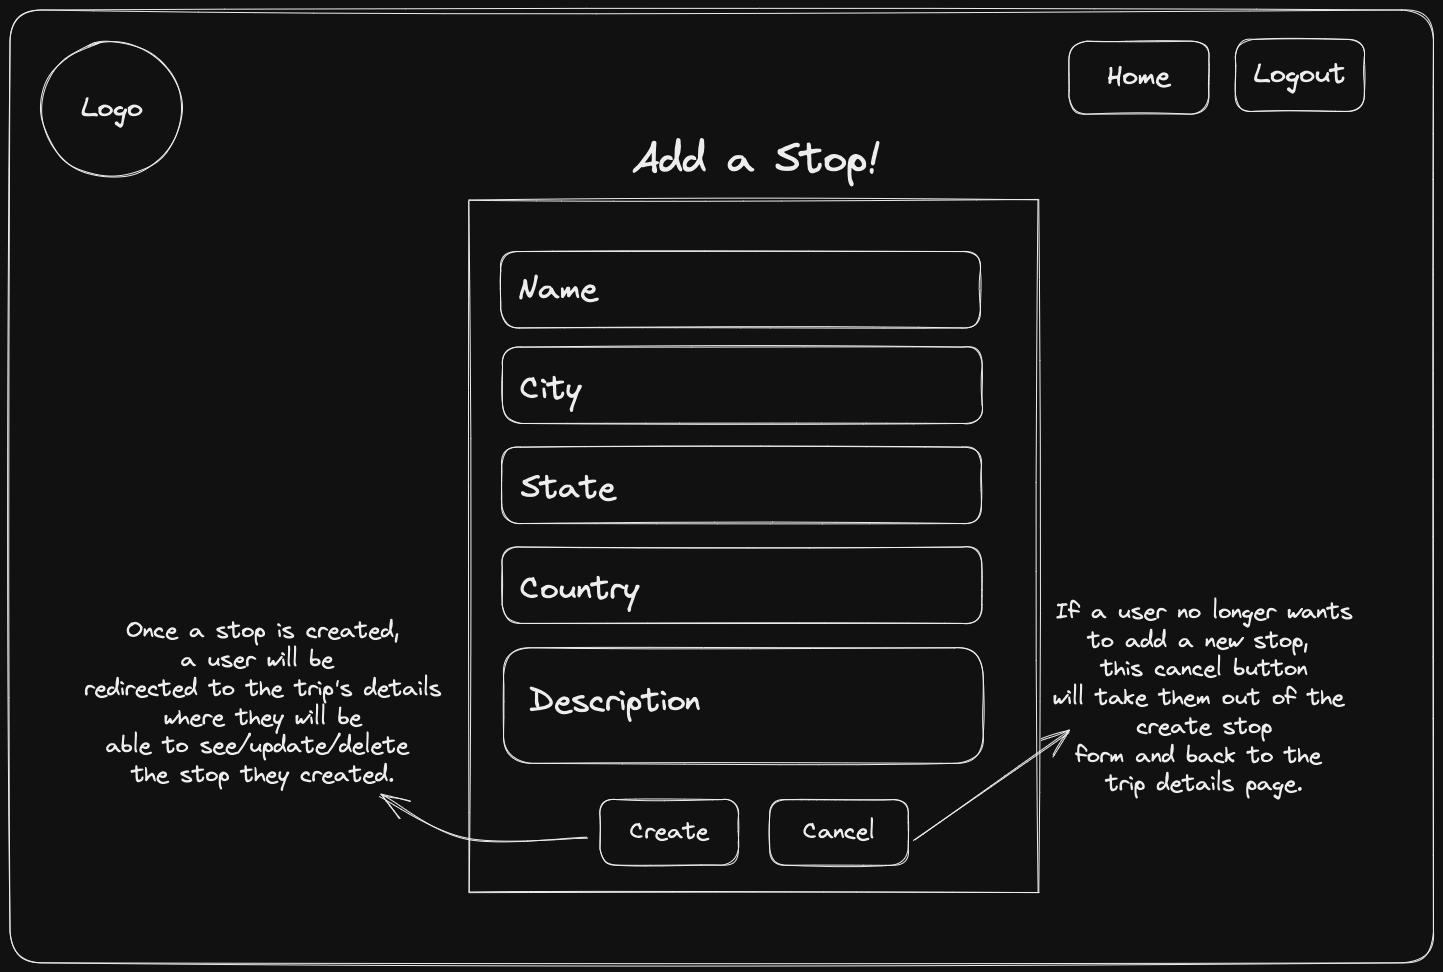 Logo
Home
Logout
Add a Stop!
Name
City
State
Country
Description
Create
Cancel
Once a stop is created,
a user will be
redirected to the trip's details
where they will be
able to see/update/delete
the stop they created.
If a user no longer wants
to add a new stop,
this cancel button
will take them out of the
create stop
form and back to the
trip details page.